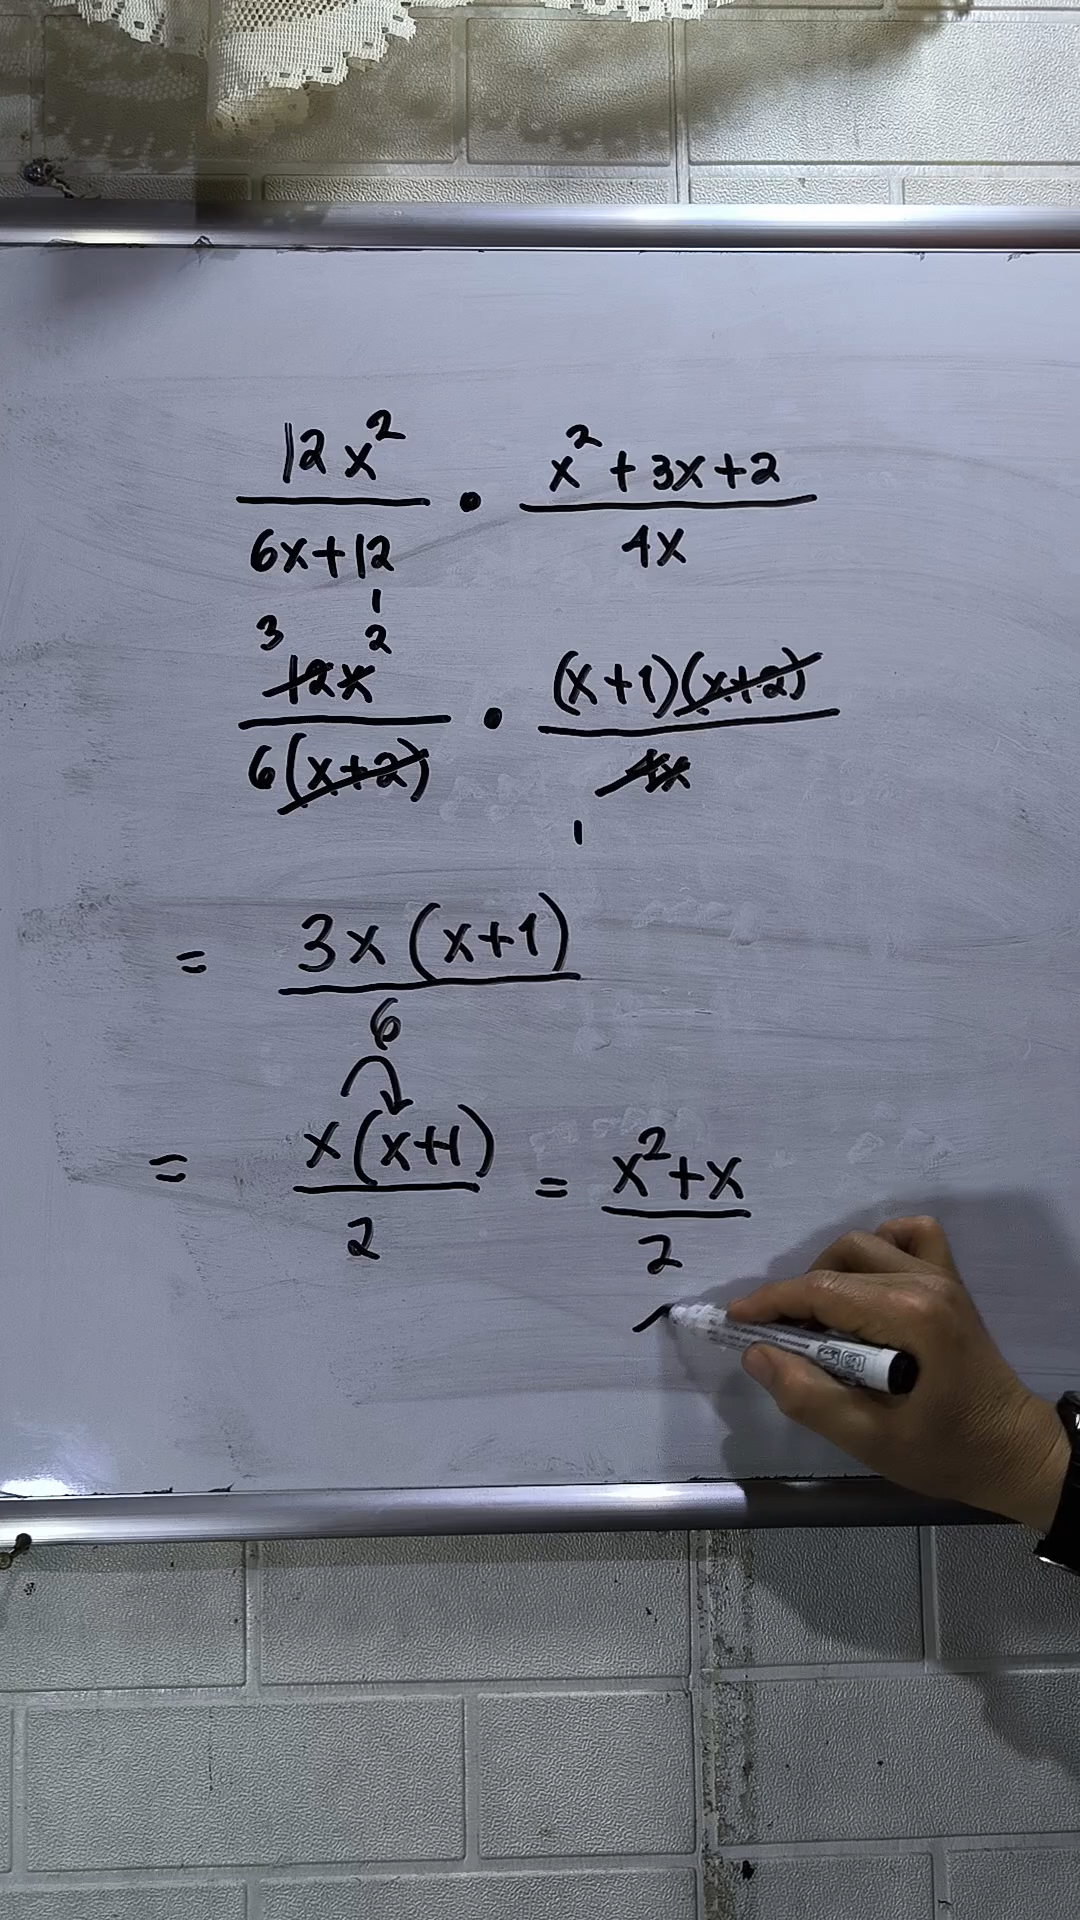 12x² / 6x+12 • x²+3x+2 / 4x
3 1 2
12x / 6(x+2) • (x+1)(x+2) / 4x
1
= 3x(x+1) / 6
= x(x+1) / 2 = x²+x / 2